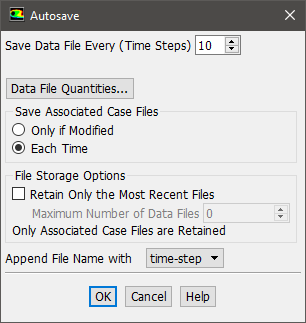 Autosave
Save Data File Every (Time Steps) 10
Data File Quantities...
Save Associated Case Files
Only if Modified
Each Time
File Storage Options
Retain Only the Most Recent Files
Maximum Number of Data Files 0
Only Associated Case Files are Retained
Append File Name with time-step
OK Cancel Help